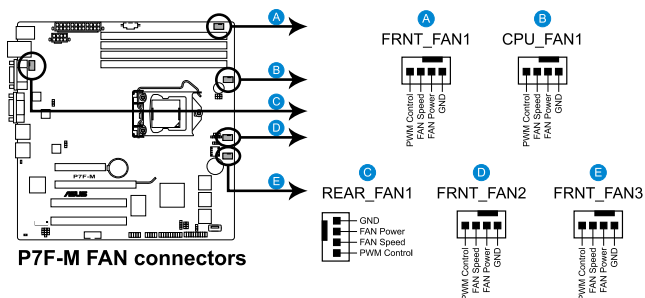 A
B
C
D
E
P7F-M
ASUS
P7F-M FAN connectors
A
FRNT_FAN1
PWM Control
FAN Speed
FAN Power
GND
B
CPU_FAN1
PWM Control
FAN Speed
FAN Power
GND
C
REAR_FAN1
GND
FAN Power
FAN Speed
PWM Control
D
FRNT_FAN2
PWM Control
FAN Speed
FAN Power
GND
E
FRNT_FAN3
PWM Control
FAN Speed
FAN Power
GND